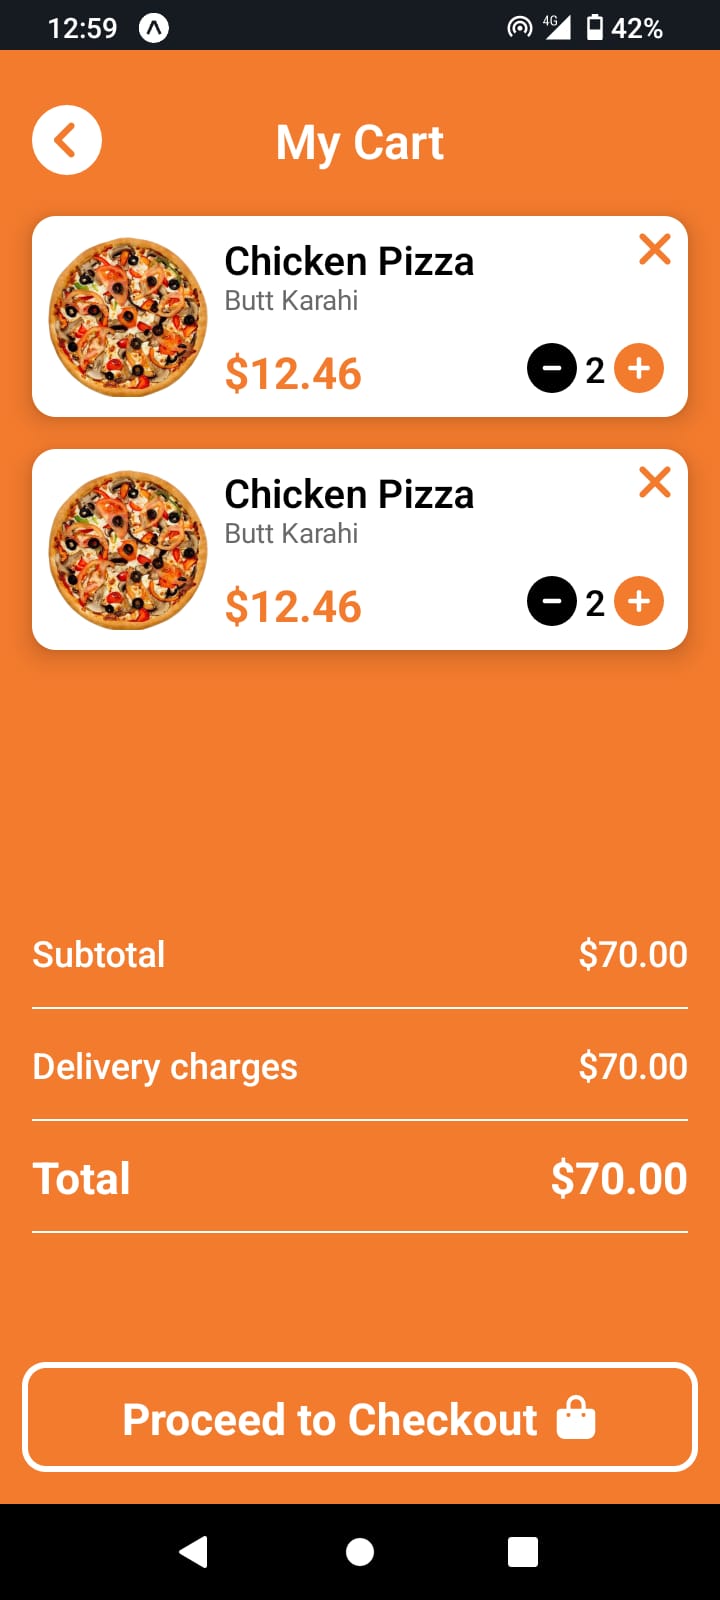 12:59 4G 42%
My Cart
Chicken Pizza
Butt Karahi
$12.46 2
Chicken Pizza
Butt Karahi
$12.46 2
Subtotal $70.00
Delivery charges $70.00
Total $70.00
Proceed to Checkout